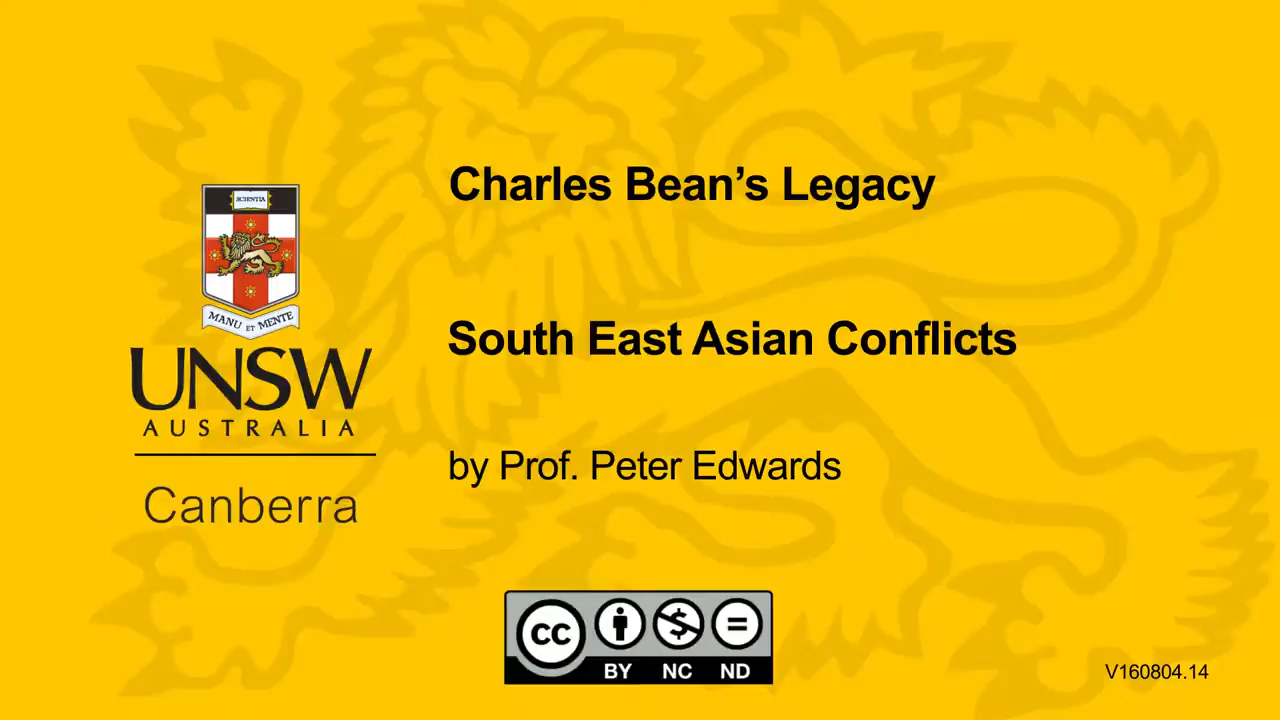 Charles Bean’s Legacy
SCIENTIA
MANU ET MENTE
UNSW
AUSTRALIA
Canberra
South East Asian Conflicts
by Prof. Peter Edwards
cc
BY NC ND
V160804.14